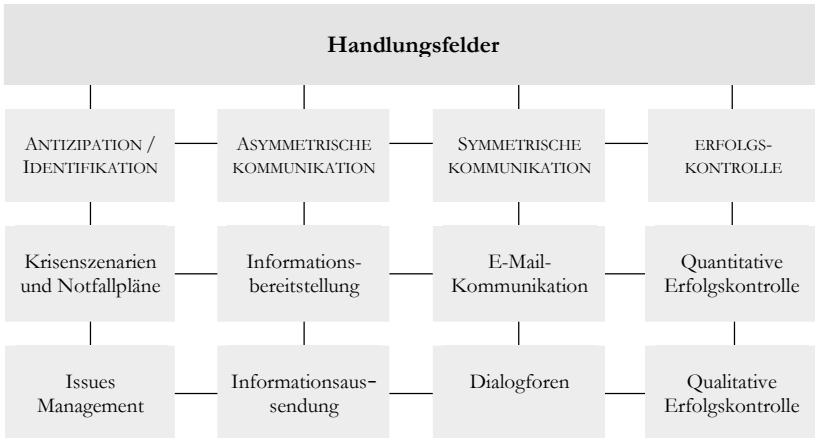 Handlungsfelder
ANTIZIPATION /
IDENTIFIKATION
ASYMMETRISCHE
KOMMUNIKATION
SYMMETRISCHE
KOMMUNIKATION
ERFOLGS-
KONTROLLE
Krisenszenarien
und Notfallpläne
Informations-
bereitstellung
E-Mail-
Kommunikation
Quantitative
Erfolgskontrolle
Issues
Management
Informationsaus-
sendung
Dialogforen
Qualitative
Erfolgskontrolle